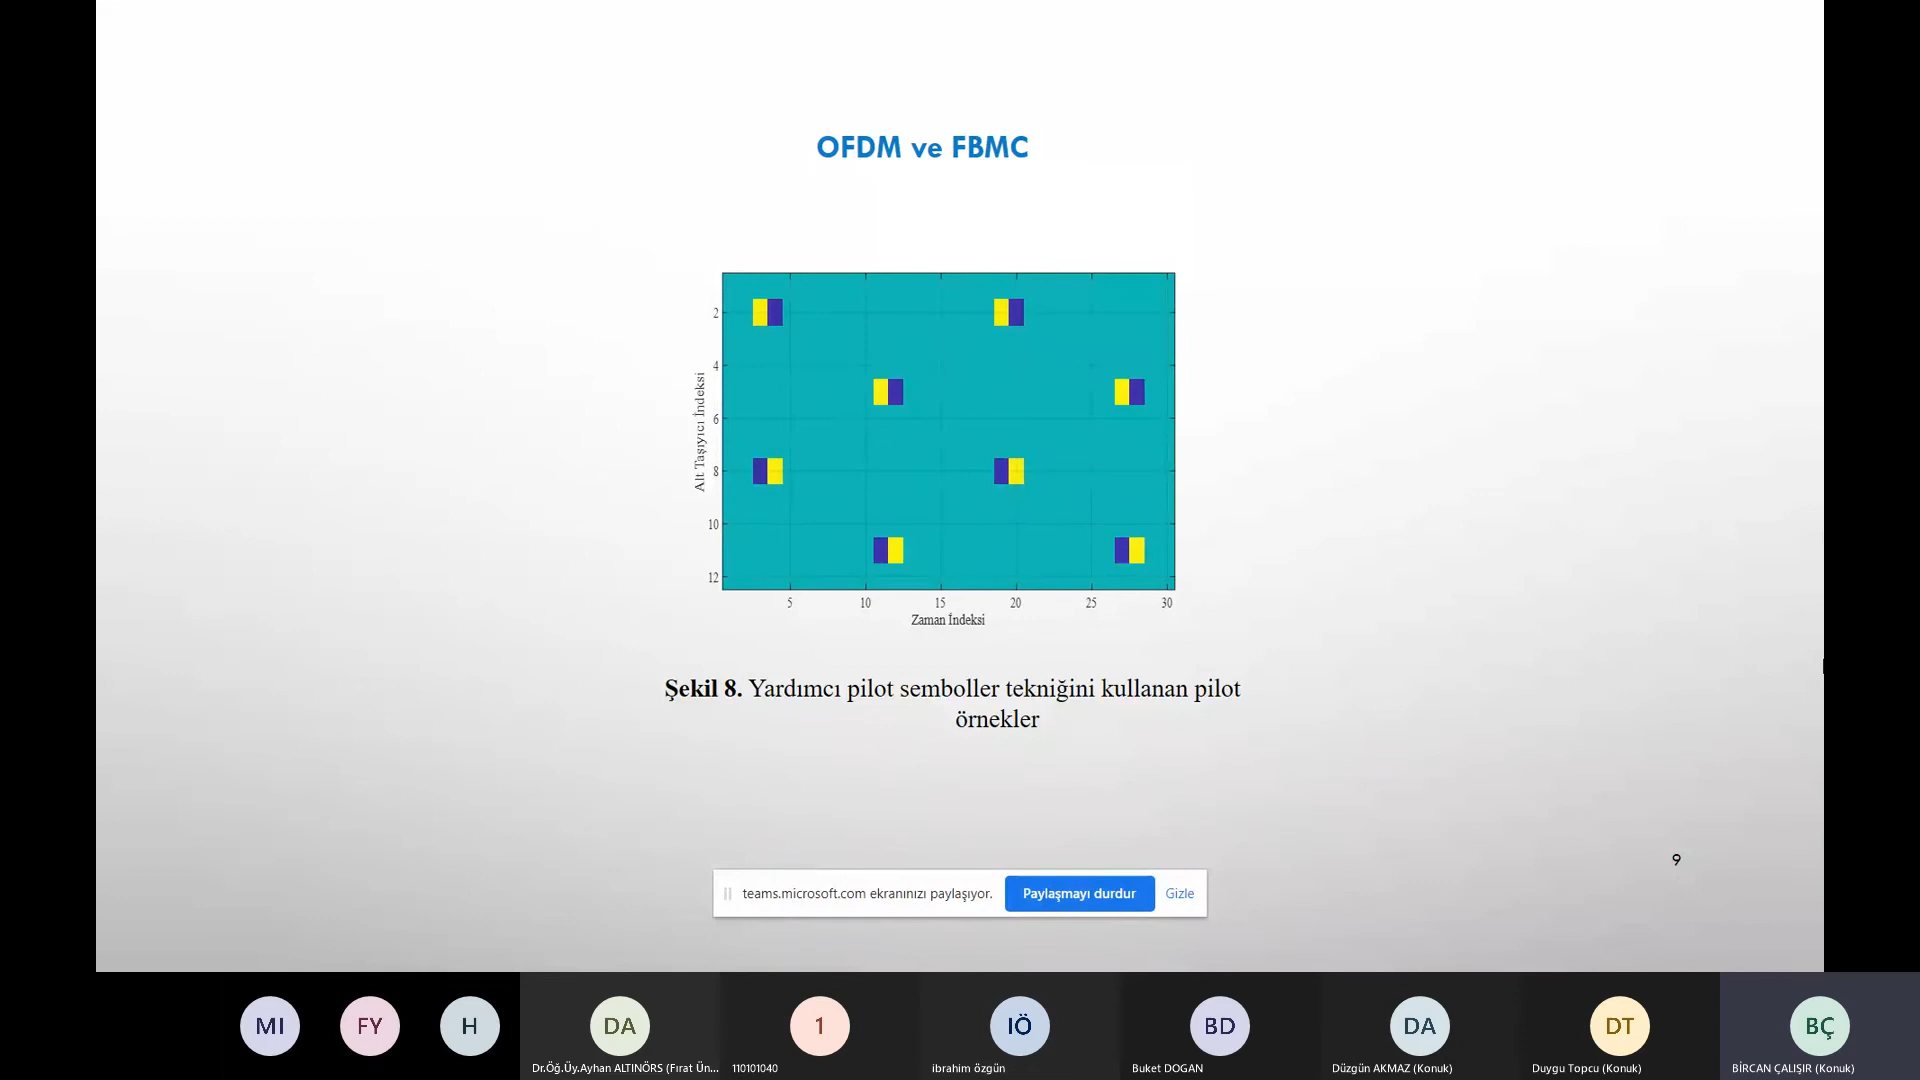 OFDM ve FBMC
2
4
6
8
10
12
Alt Taşıyıcı İndeksi
5 10 15 20 25 30
Zaman İndeksi
Şekil 8. Yardımcı pilot semboller tekniğini kullanan pilot
örnekler
9
teams.microsoft.com ekranınızı paylaşıyor. Paylaşmayı durdur Gizle
MI FY H DA 1 IÖ BD DA DT BÇ
Dr.Öğ.Üy.Ayhan ALTINÖRS (Fırat Ün... 110101040 ibrahim özgün Buket DOGAN Düzgün AKMAZ (Konuk) Duygu Topcu (Konuk) BİRCAN ÇALIŞIR (Konuk)